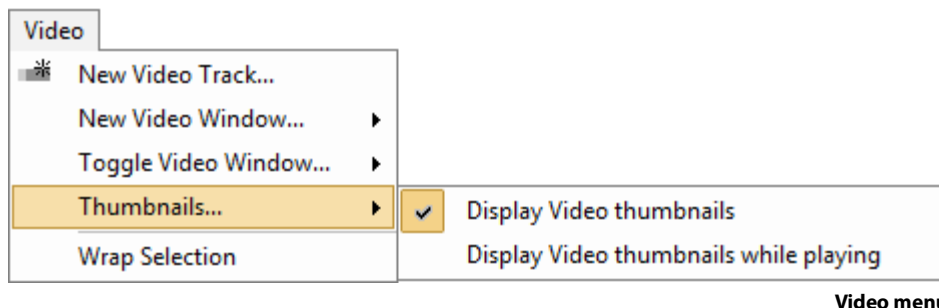 Video
New Video Track...
New Video Window...
Toggle Video Window...
Thumbnails...
Display Video thumbnails
Display Video thumbnails while playing
Wrap Selection
Video menu